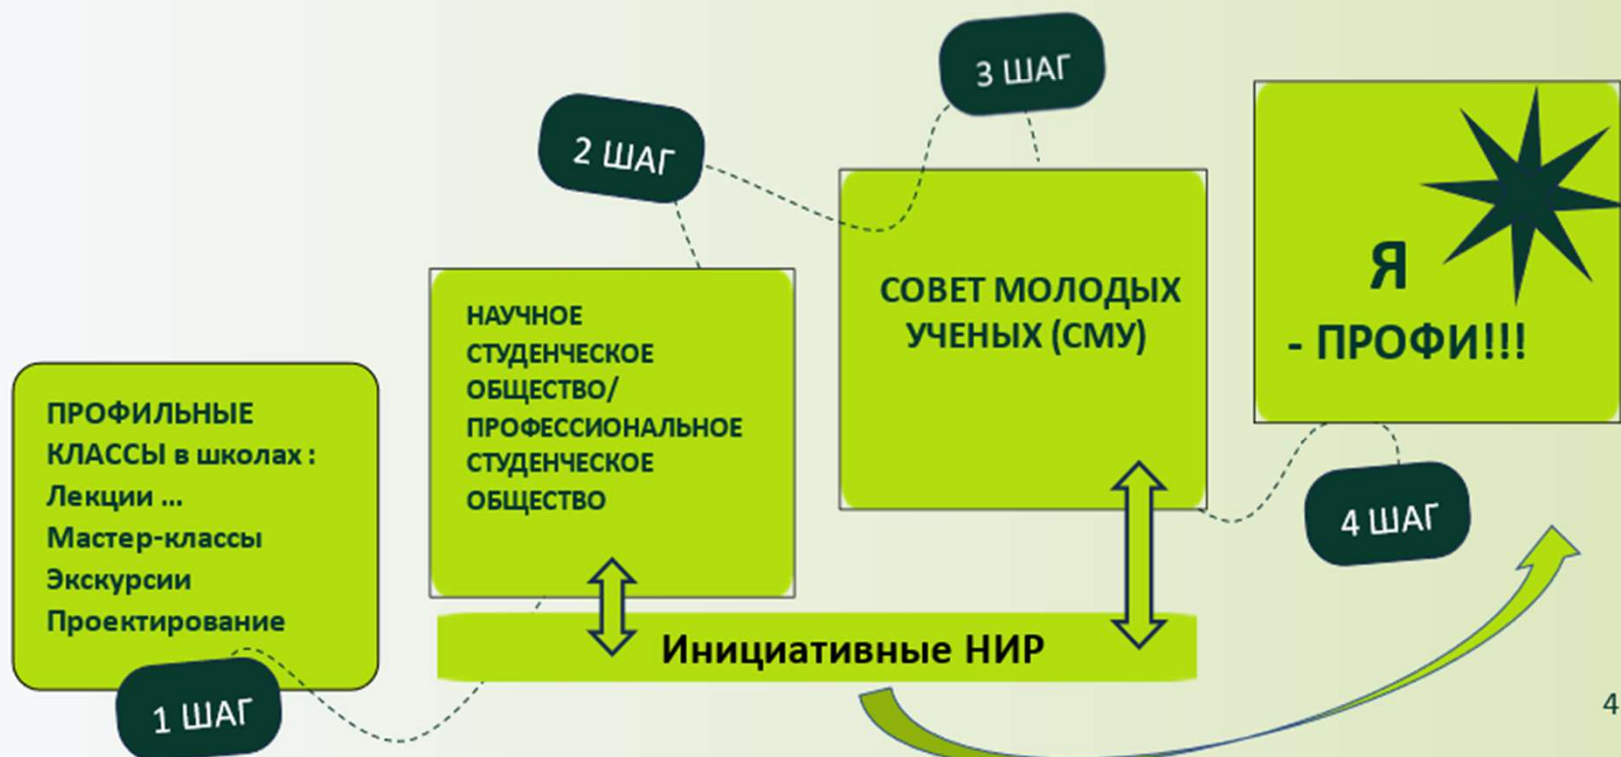 ПРОФИЛЬНЫЕ
КЛАССЫ в школах :
Лекции ...
Мастер-классы
Экскурсии
Проектирование
1 ШАГ
2 ШАГ
НАУЧНОЕ
СТУДЕНЧЕСКОЕ
ОБЩЕСТВО/
ПРОФЕССИОНАЛЬНОЕ
СТУДЕНЧЕСКОЕ
ОБЩЕСТВО
3 ШАГ
СОВЕТ МОЛОДЫХ
УЧЕНЫХ (СМУ)
Я
- ПРОФИ!!!
4 ШАГ
Инициативные НИР
4